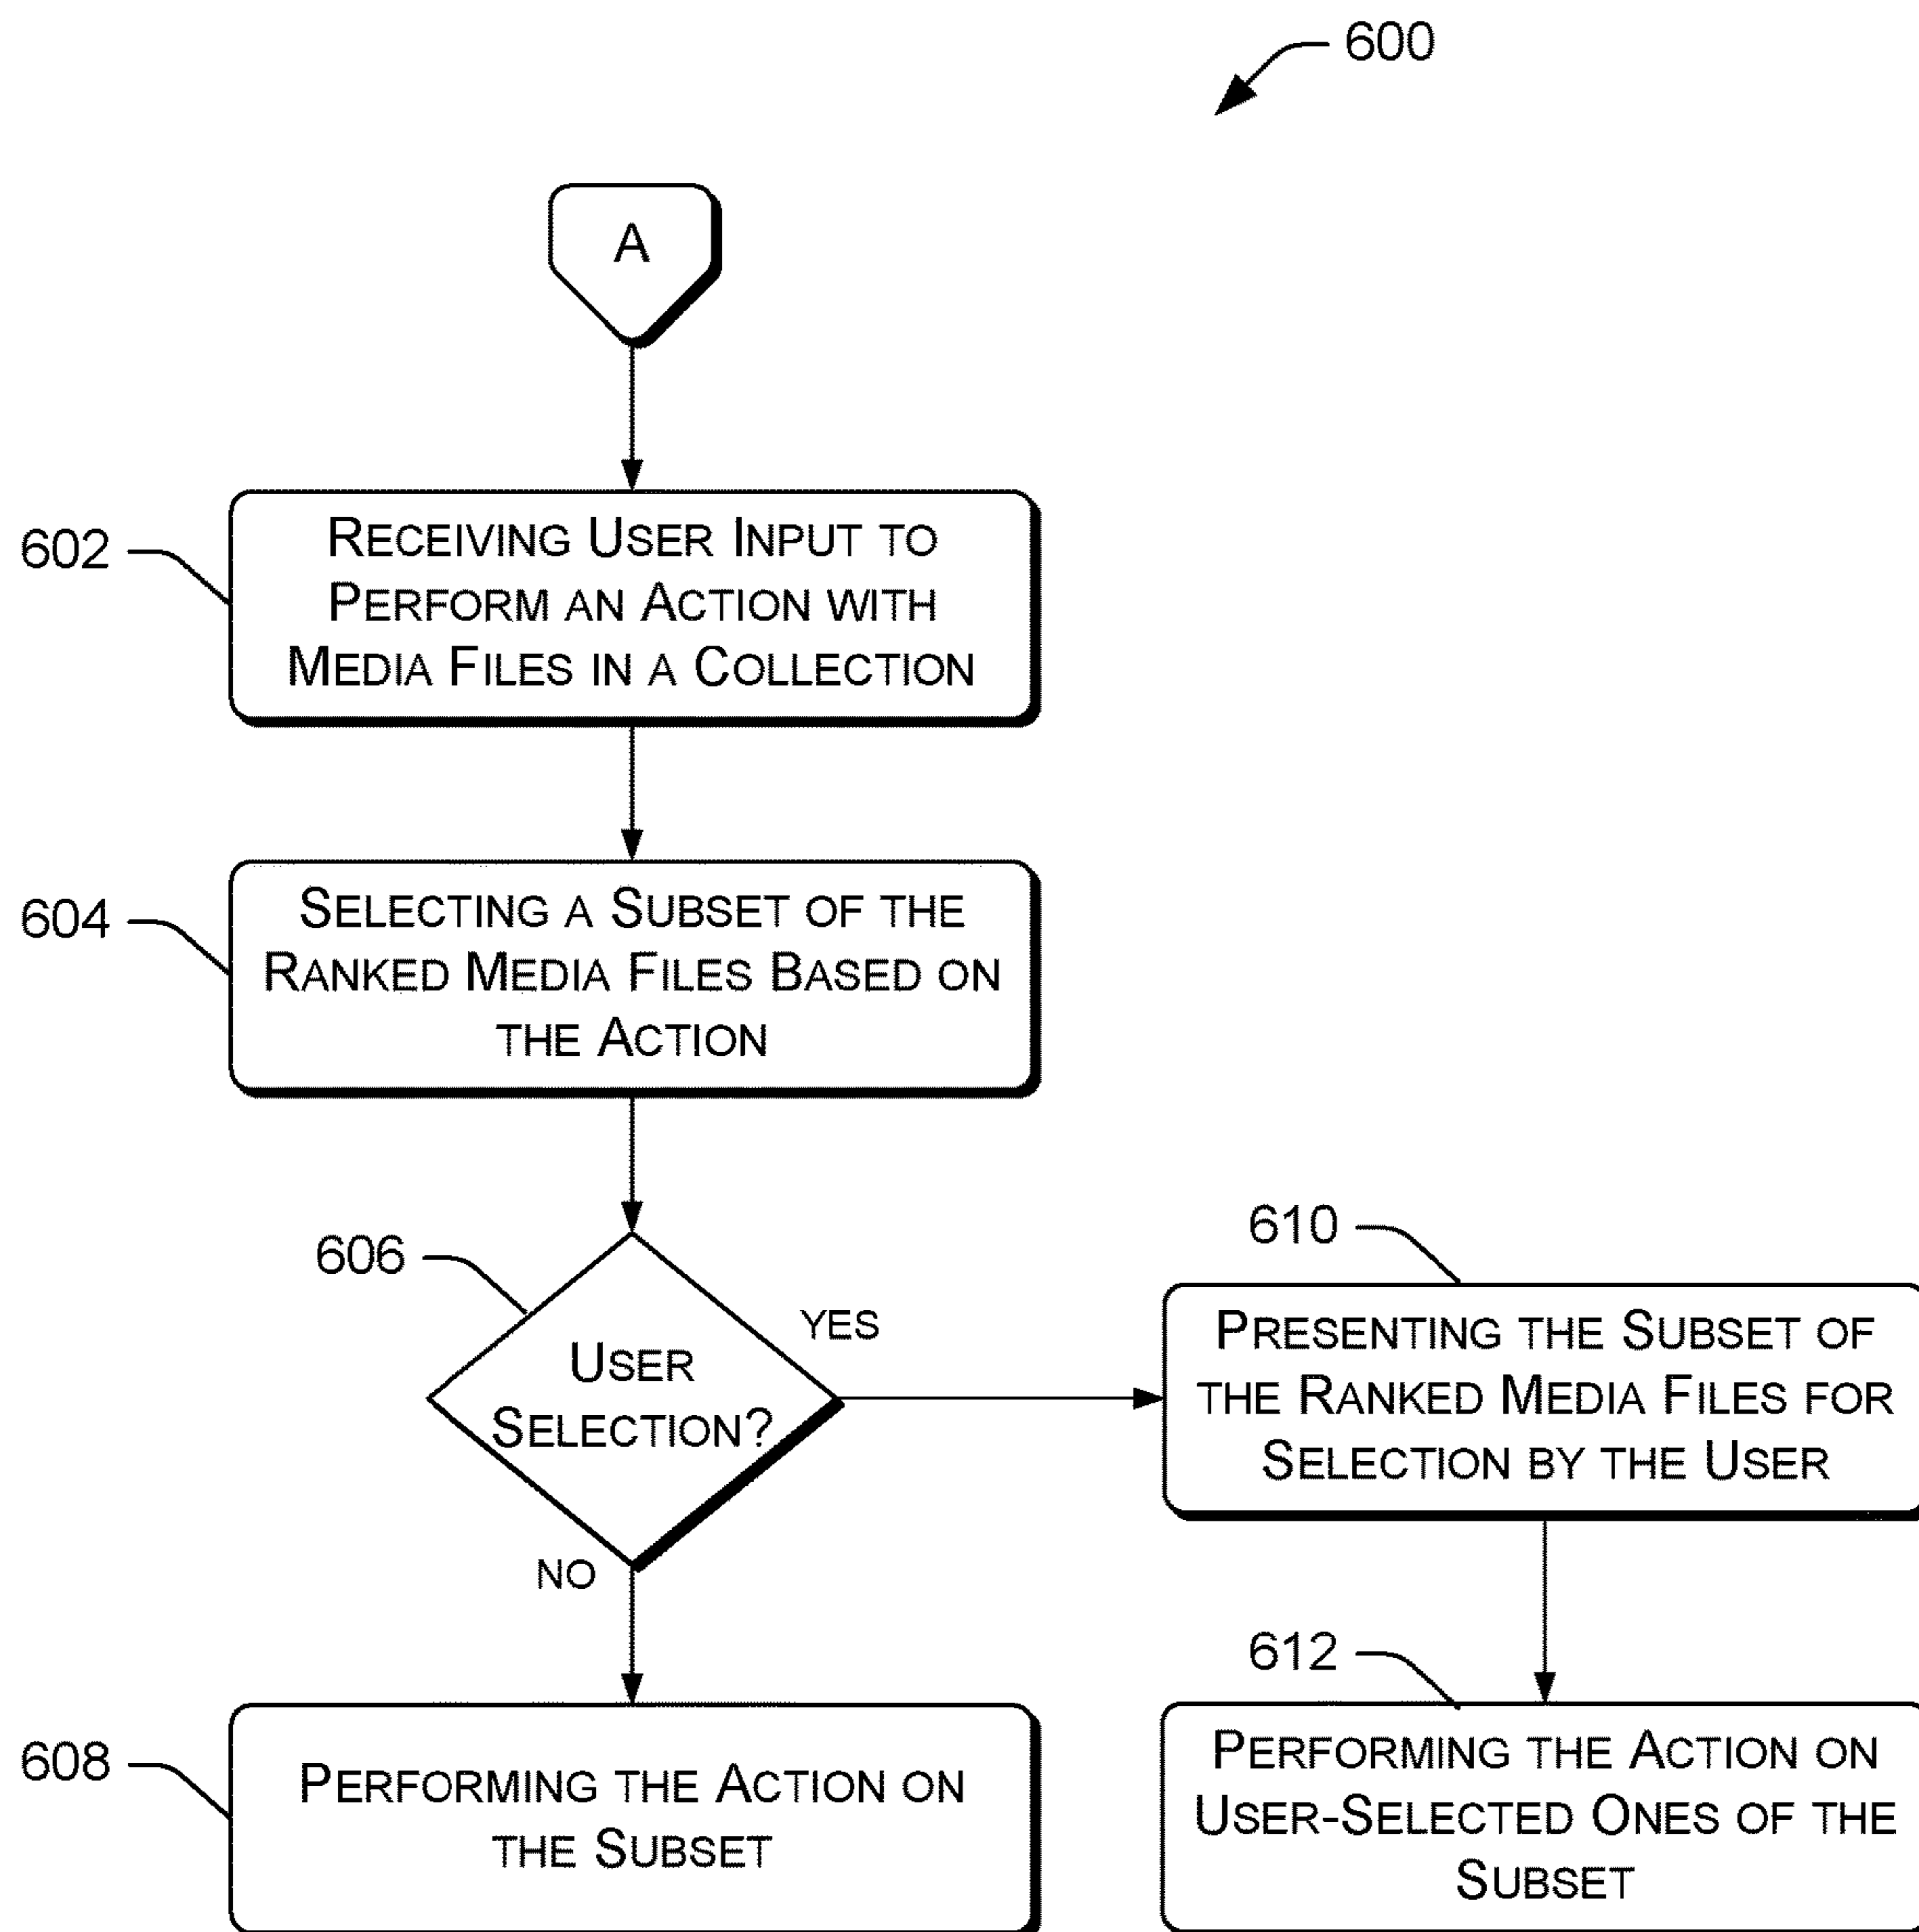 600
A
602
RECEIVING USER INPUT TO
PERFORM AN ACTION WITH
MEDIA FILES IN A COLLECTION
604
SELECTING A SUBSET OF THE
RANKED MEDIA FILES BASED ON
THE ACTION
606
USER
SELECTION?
YES
NO
610
PRESENTING THE SUBSET OF
THE RANKED MEDIA FILES FOR
SELECTION BY THE USER
608
PERFORMING THE ACTION ON
THE SUBSET
612
PERFORMING THE ACTION ON
USER-SELECTED ONES OF THE
SUBSET